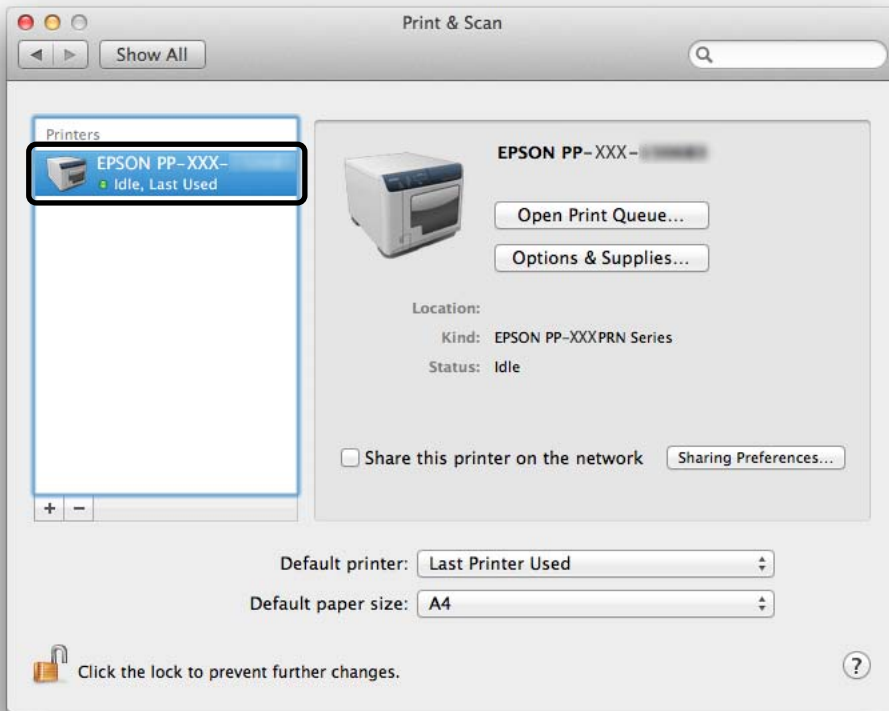 Print & Scan
Show All
Printers
EPSON PP-XXX-
Idle, Last Used
EPSON PP-XXX-
Open Print Queue...
Options & Supplies...
Location:
Kind: EPSON PP-XXXPRN Series
Status: Idle
Share this printer on the network
Sharing Preferences...
+ −
Default printer: Last Printer Used
Default paper size: A4
Click the lock to prevent further changes.
?